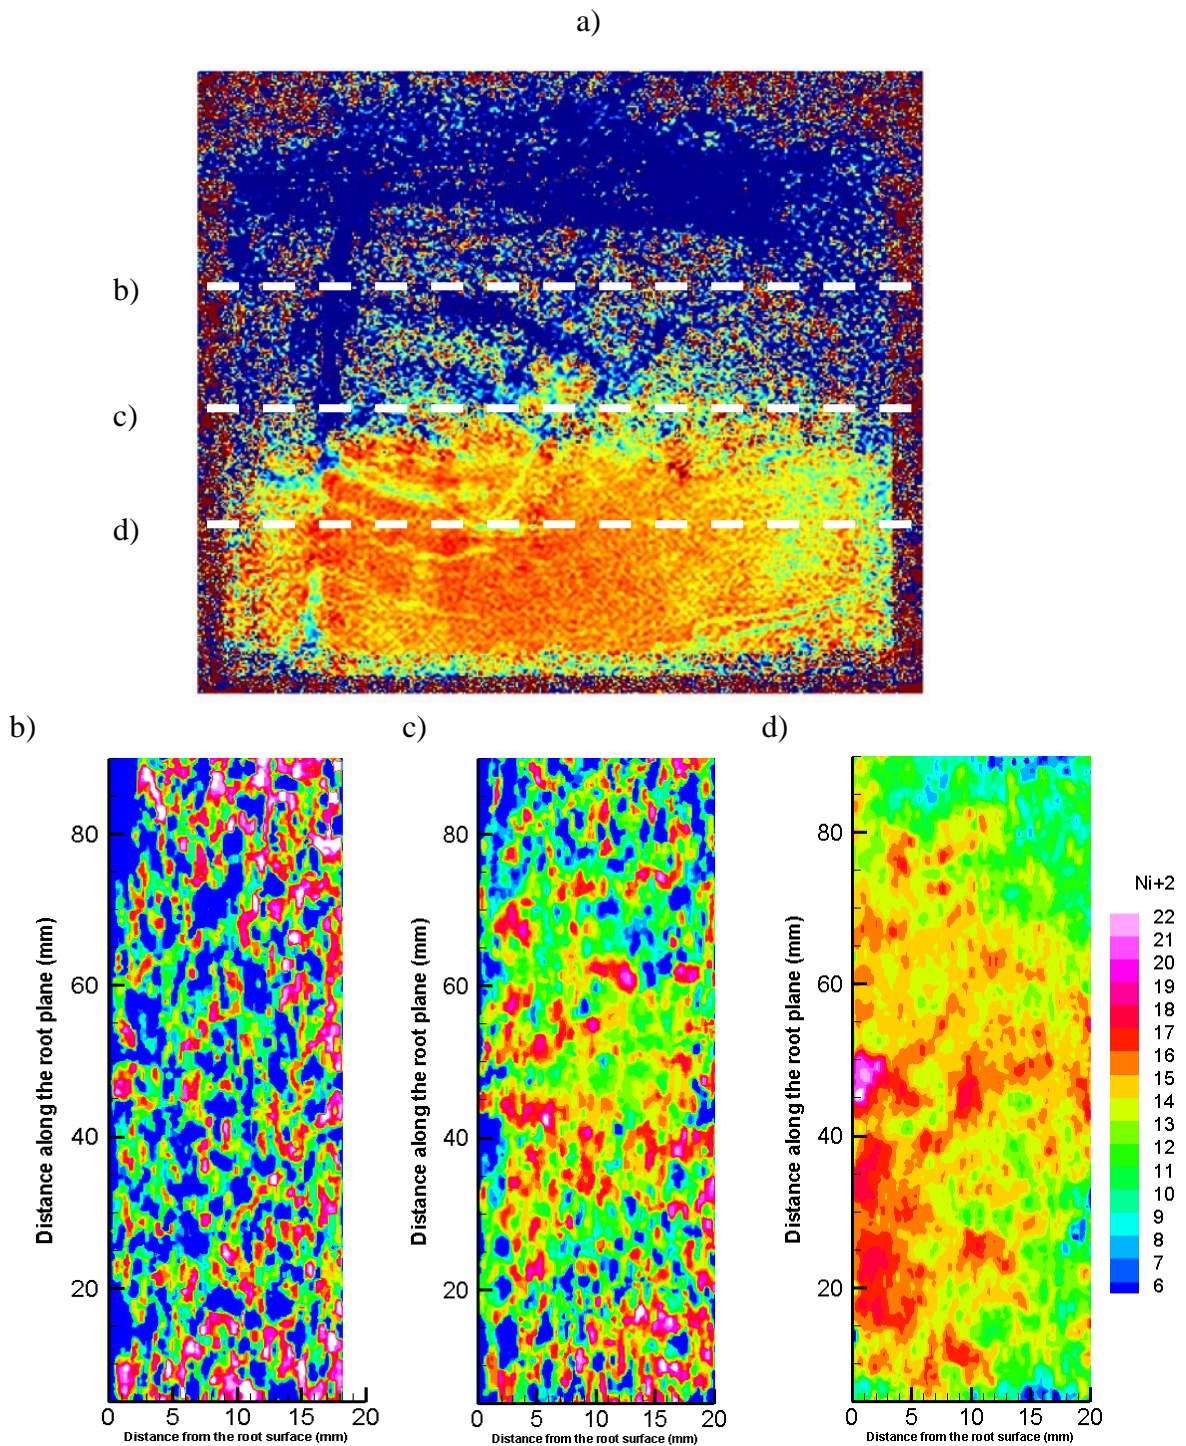 a)
b)
c)
d)
b)
c)
d)
80
60
40
20
0 5 10 15 20
Distance along the root plane (mm)
Distance from the root surface (mm)
80
60
40
20
0 5 10 15 20
Distance along the root plane (mm)
Distance from the root surface (mm)
80
60
40
20
0 5 10 15 20
Distance along the root plane (mm)
Distance from the root surface (mm)
Ni+2
22
21
20
19
18
17
16
15
14
13
12
11
10
9
8
7
6